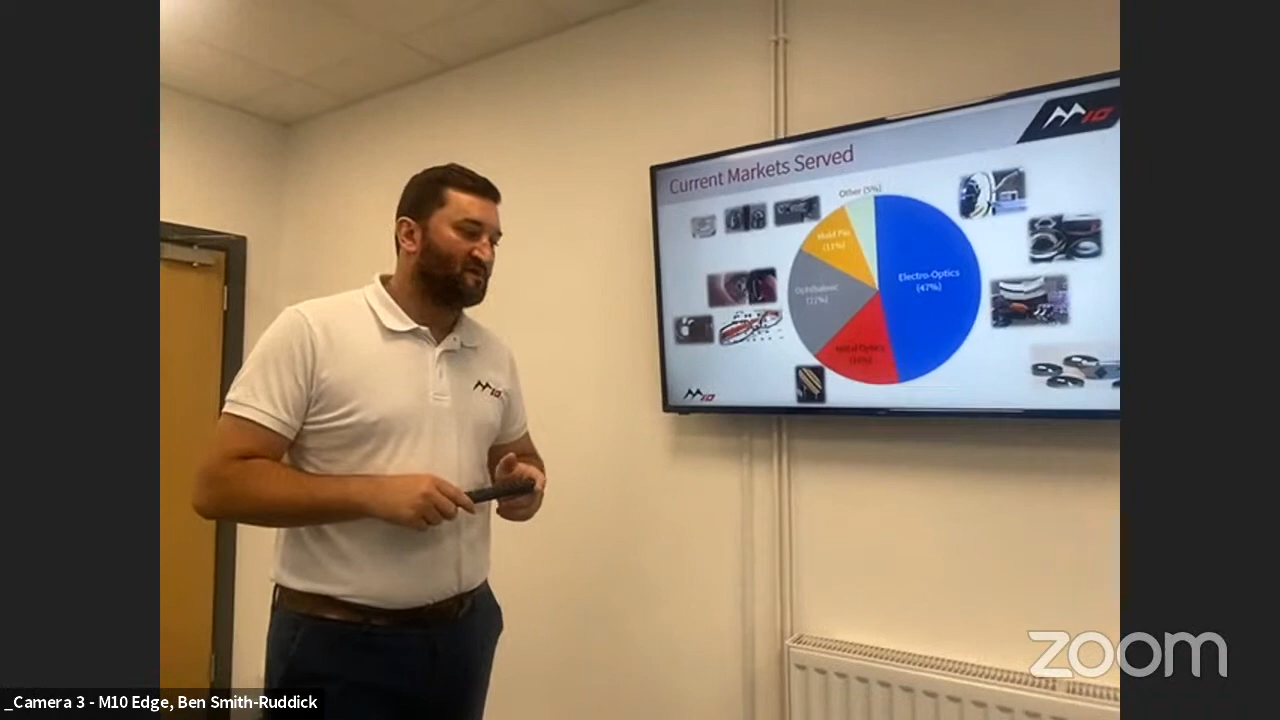 M10
Current Markets Served
Other (5%)
Mold Pin
(11%)
Electro-Optics
(47%)
Ophthalmic
Metal Optics
M10
M10
zoom
_Camera 3 - M10 Edge, Ben Smith-Ruddick